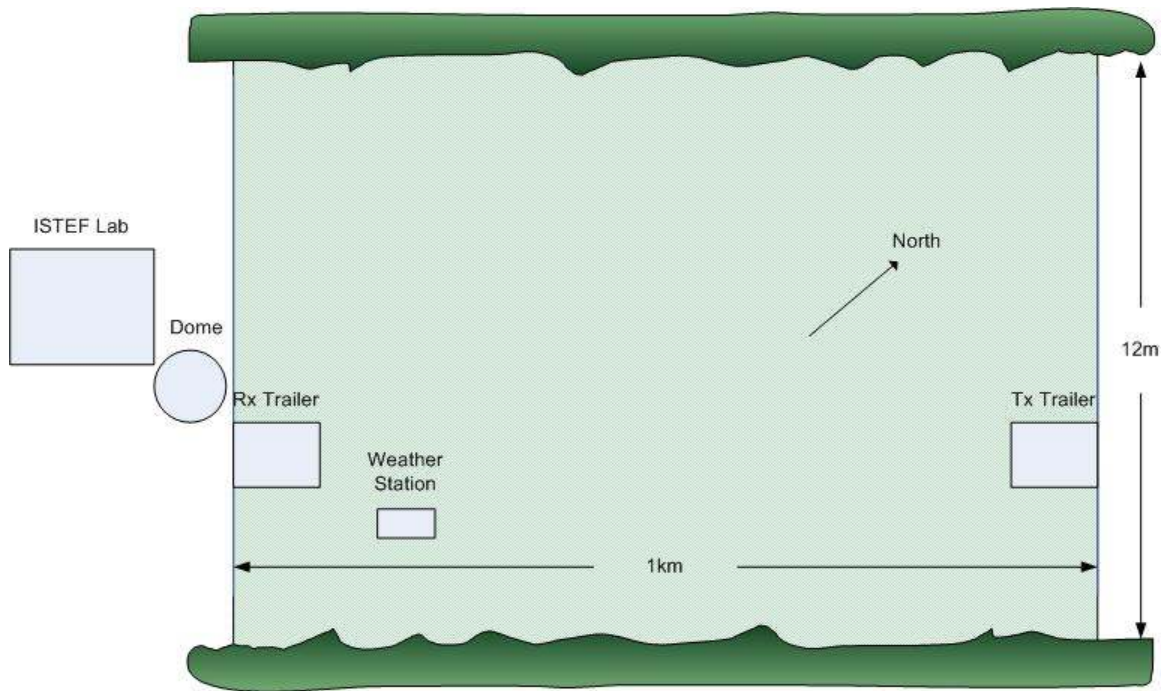 ISTEF Lab
North
Dome
12m
Rx Trailer
Tx Trailer
Weather
Station
1km